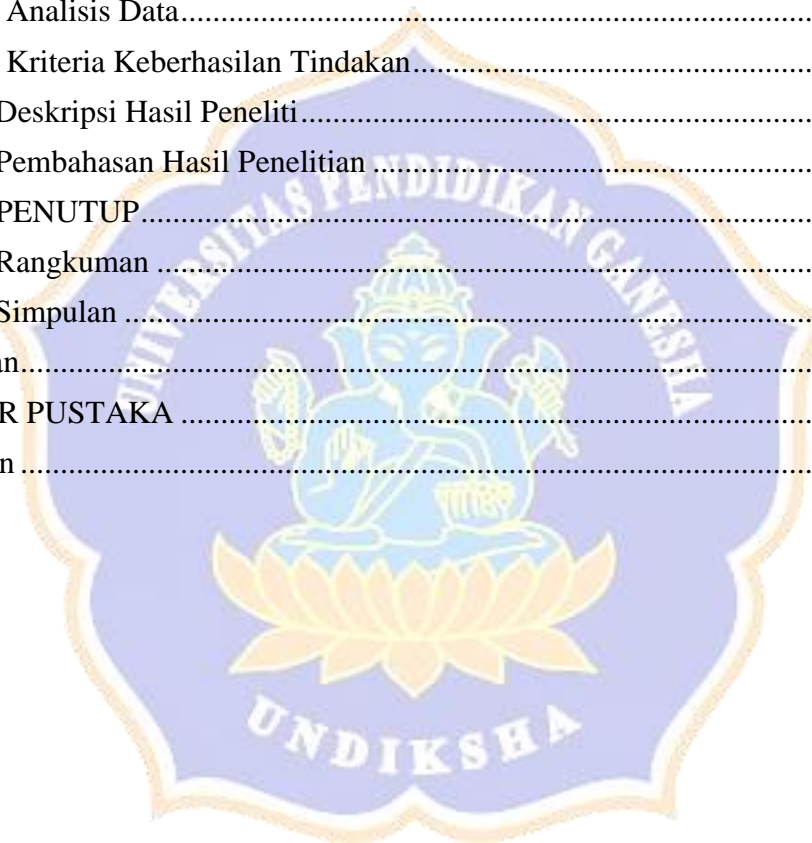 Analisis Data
Kriteria Keberhasilan Tindakan
Deskripsi Hasil Peneliti
Pembahasan Hasil Penelitian
PENUTUP
Rangkuman
Simpulan
an
R PUSTAKA
n
UNIVERSITAS PENDIDIKAN GANESHA
UNDIKSHA